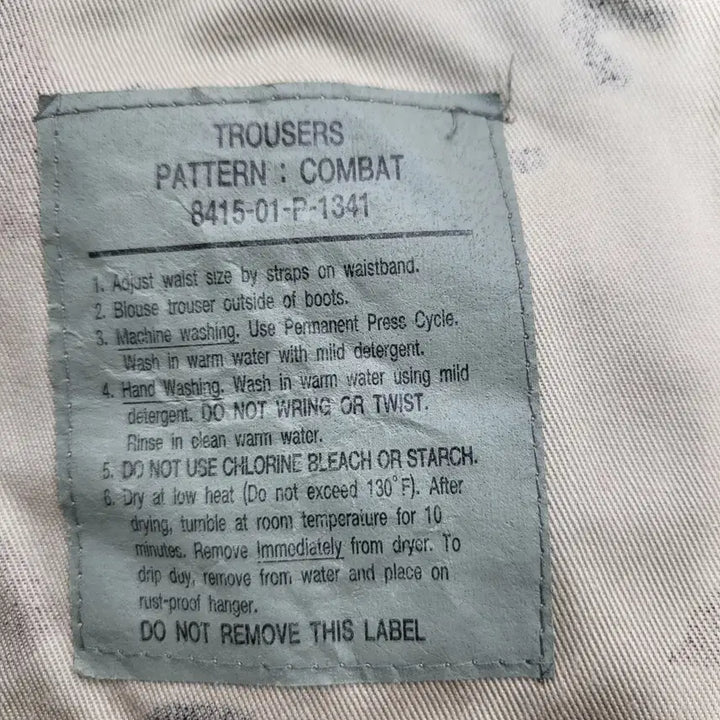 TROUSERS
PATTERN : COMBAT
8415-01-P-1341
1. Adjust waist size by straps on waistband.
2. Blouse trouser outside of boots.
3. Machine washing. Use Permanent Press Cycle.
Wash in warm water with mild detergent.
4. Hand Washing. Wash in warm water using mild
detergent. DO NOT WRING OR TWIST.
Rinse in clean warm water.
5. DO NOT USE CHLORINE BLEACH OR STARCH.
6. Dry at low heat (Do not exceed 130°F). After
drying, tumble at room temperature for 10
minutes. Remove Immediately from dryer. To
drip duy, remove from water and place on
rust-proof hanger.
DO NOT REMOVE THIS LABEL